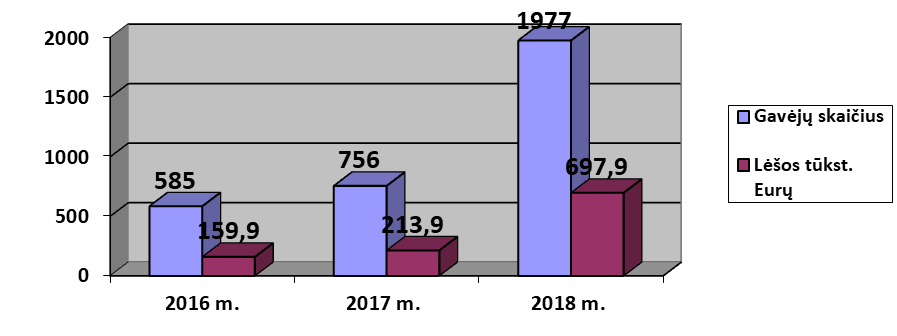 1977
2000
1500
1000
500
0
585
159,9
756
213,9
697,9
2016 m.
2017 m.
2018 m.
Gavėjų skaičius
Lėšos tūkst.
Eurų